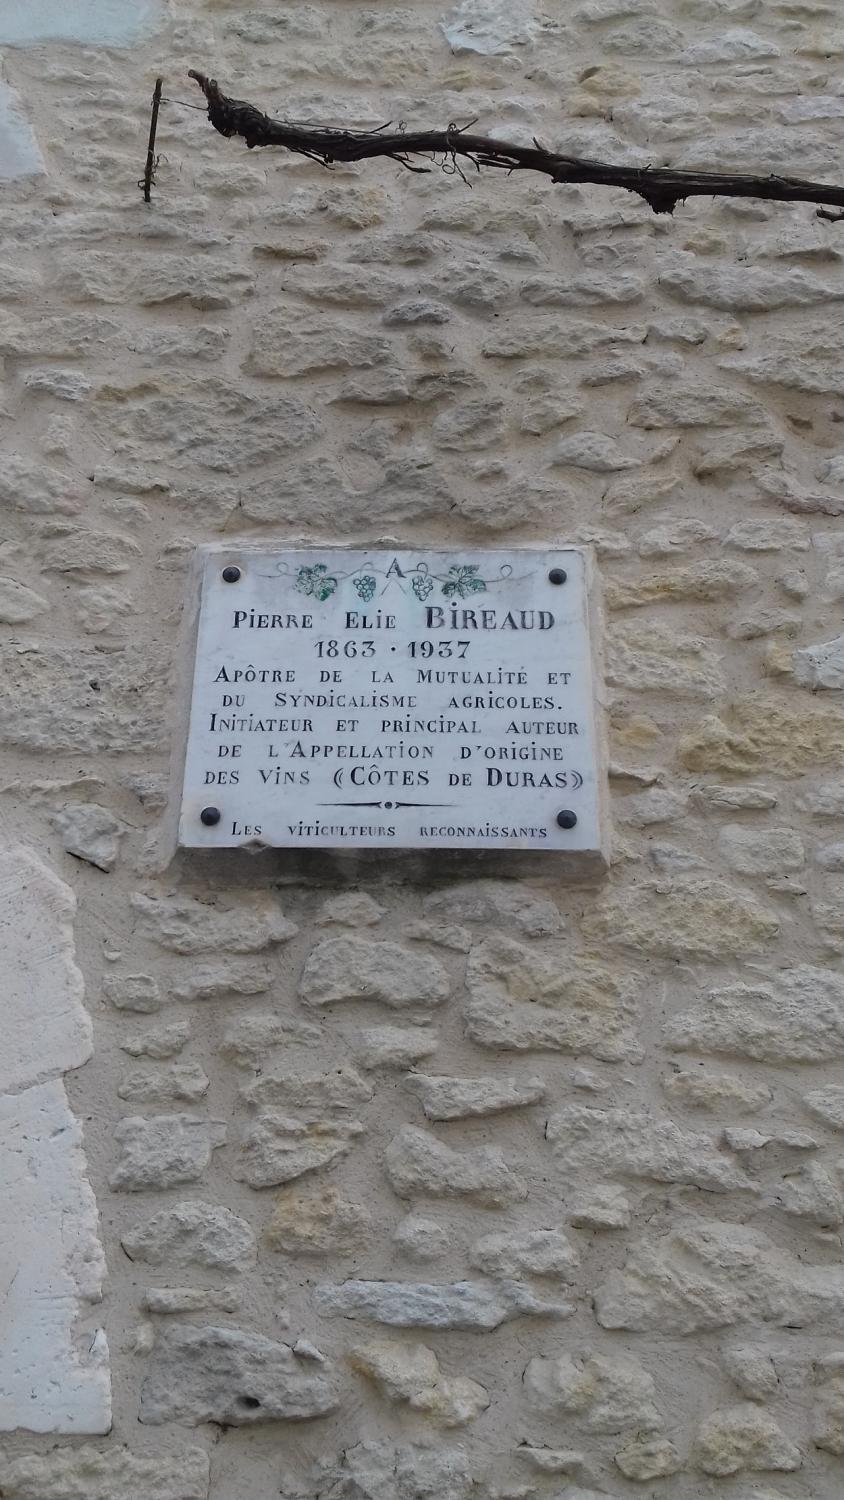 A
Pierre Elie Bireaud
1863 · 1937
Apôtre de la Mutualité et
du Syndicalisme agricoles.
Initiateur et principal auteur
de l'Appellation d'origine
des vins «Côtes de Duras»
Les viticulteurs reconnaissants